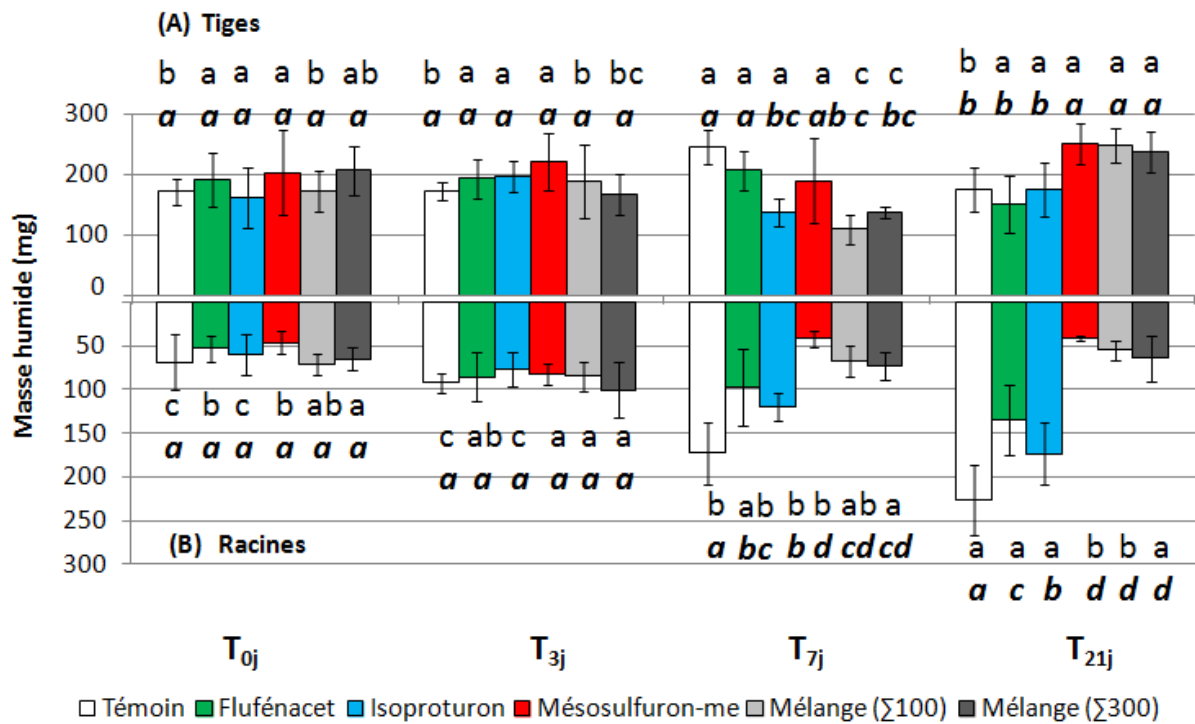 (A) Tiges
b a a a b ab b a a a b bc a a a a c c b a a a a a
a a a a a a a a a a a a a a bc ab c bc b b b a a a
300
200
100
0
Masse humide (mg)
50
100
150
200
250
300
c b c b ab a c ab c a a a b ab b b ab a a a a b b a
a a a a a a a a a a a a a bc b d cd cd a c b d d d
(B) Racines
T0j T3j T7j T21j
Témoin Flufénacet Isoproturon Mésosulfuron-me Mélange (∑100) Mélange (∑300)